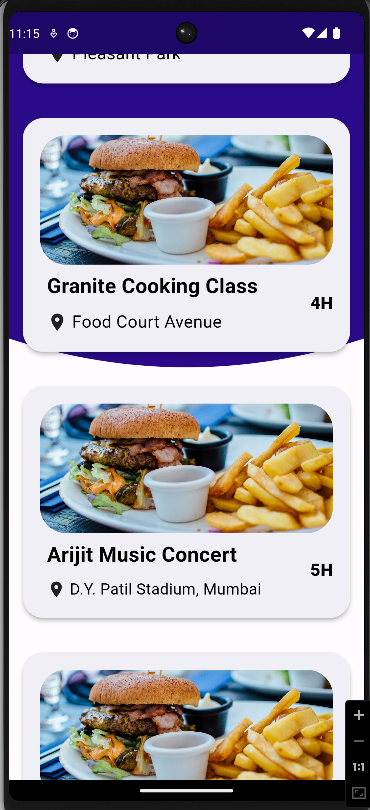 11:15
Pleasant Park
Granite Cooking Class
4H
Food Court Avenue
Arijit Music Concert
5H
D.Y. Patil Stadium, Mumbai
1:1